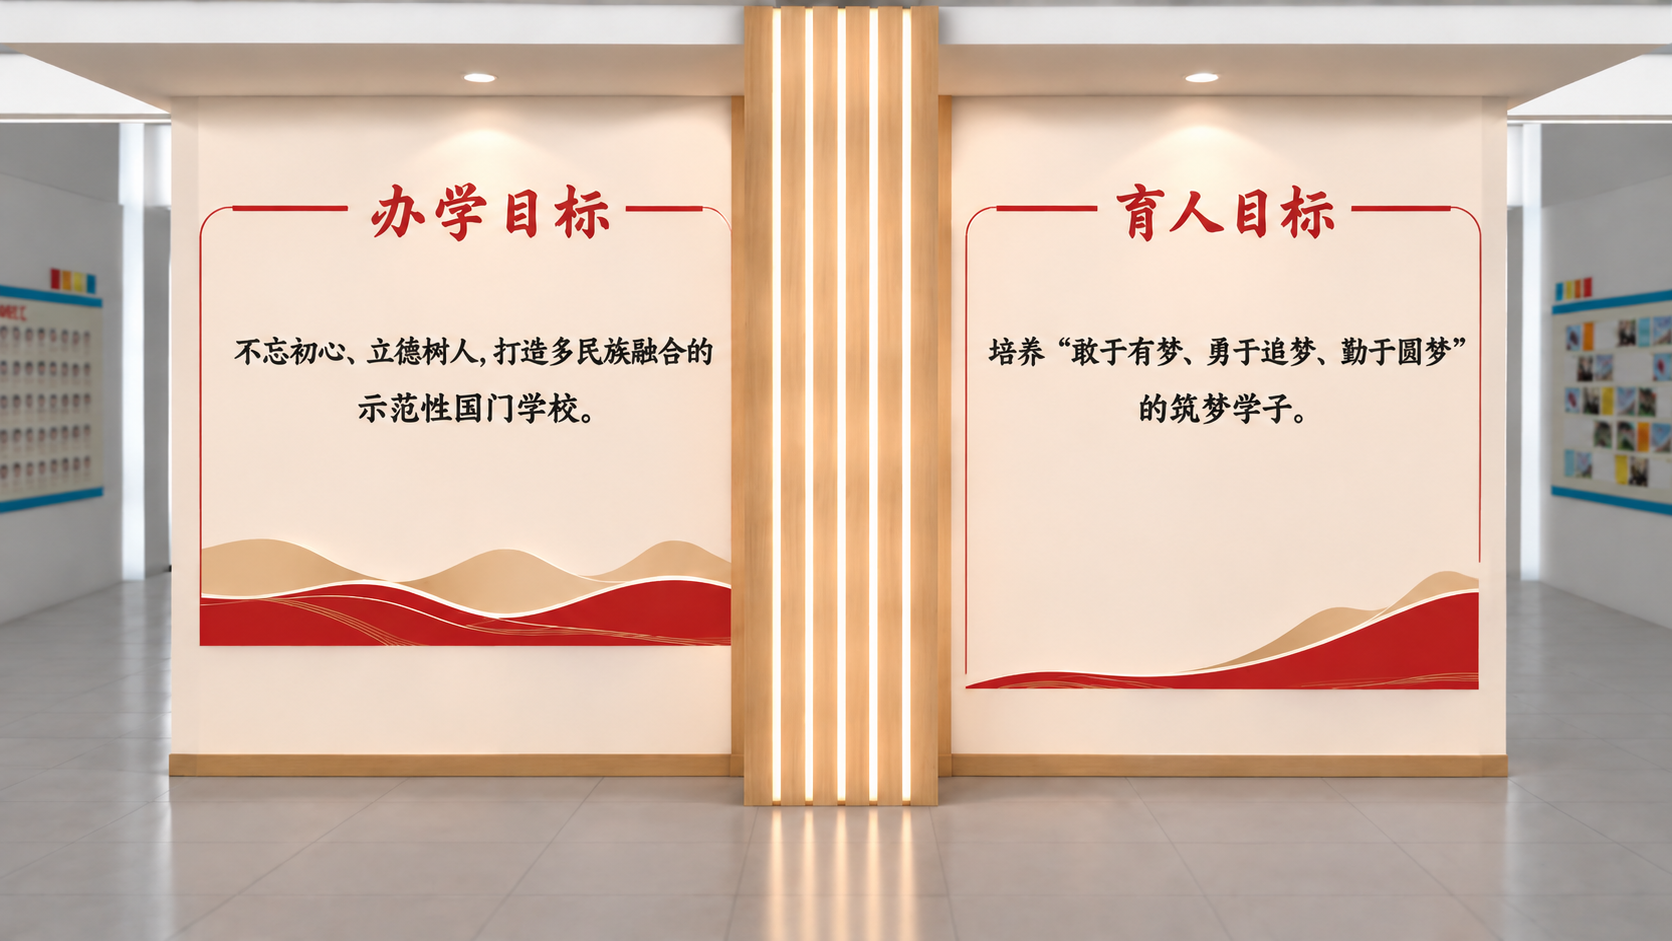 办学目标
不忘初心、立德树人,打造多民族融合的
示范性国门学校。
育人目标
培养“敢于有梦、勇于追梦、勤于圆梦”
的筑梦学子。